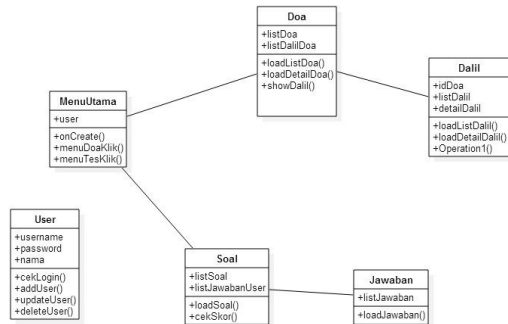 Doa
+listDoa
+listDalilDoa
+loadListDoa()
+loadDetailDoa()
+showDalil()
Dalil
+idDoa
+listDalil
+detailDalil
+loadListDalil()
+loadDetailDalil()
+Operation1()
MenuUtama
+user
+onCreate()
+menuDoaKlik()
+menuTesKlik()
User
+username
+password
+nama
+cekLogin()
+addUser()
+updateUser()
+deleteUser()
Soal
+listSoal
+listJawabanUser
+loadSoal()
+cekSkor()
Jawaban
+listJawaban
+loadJawaban()